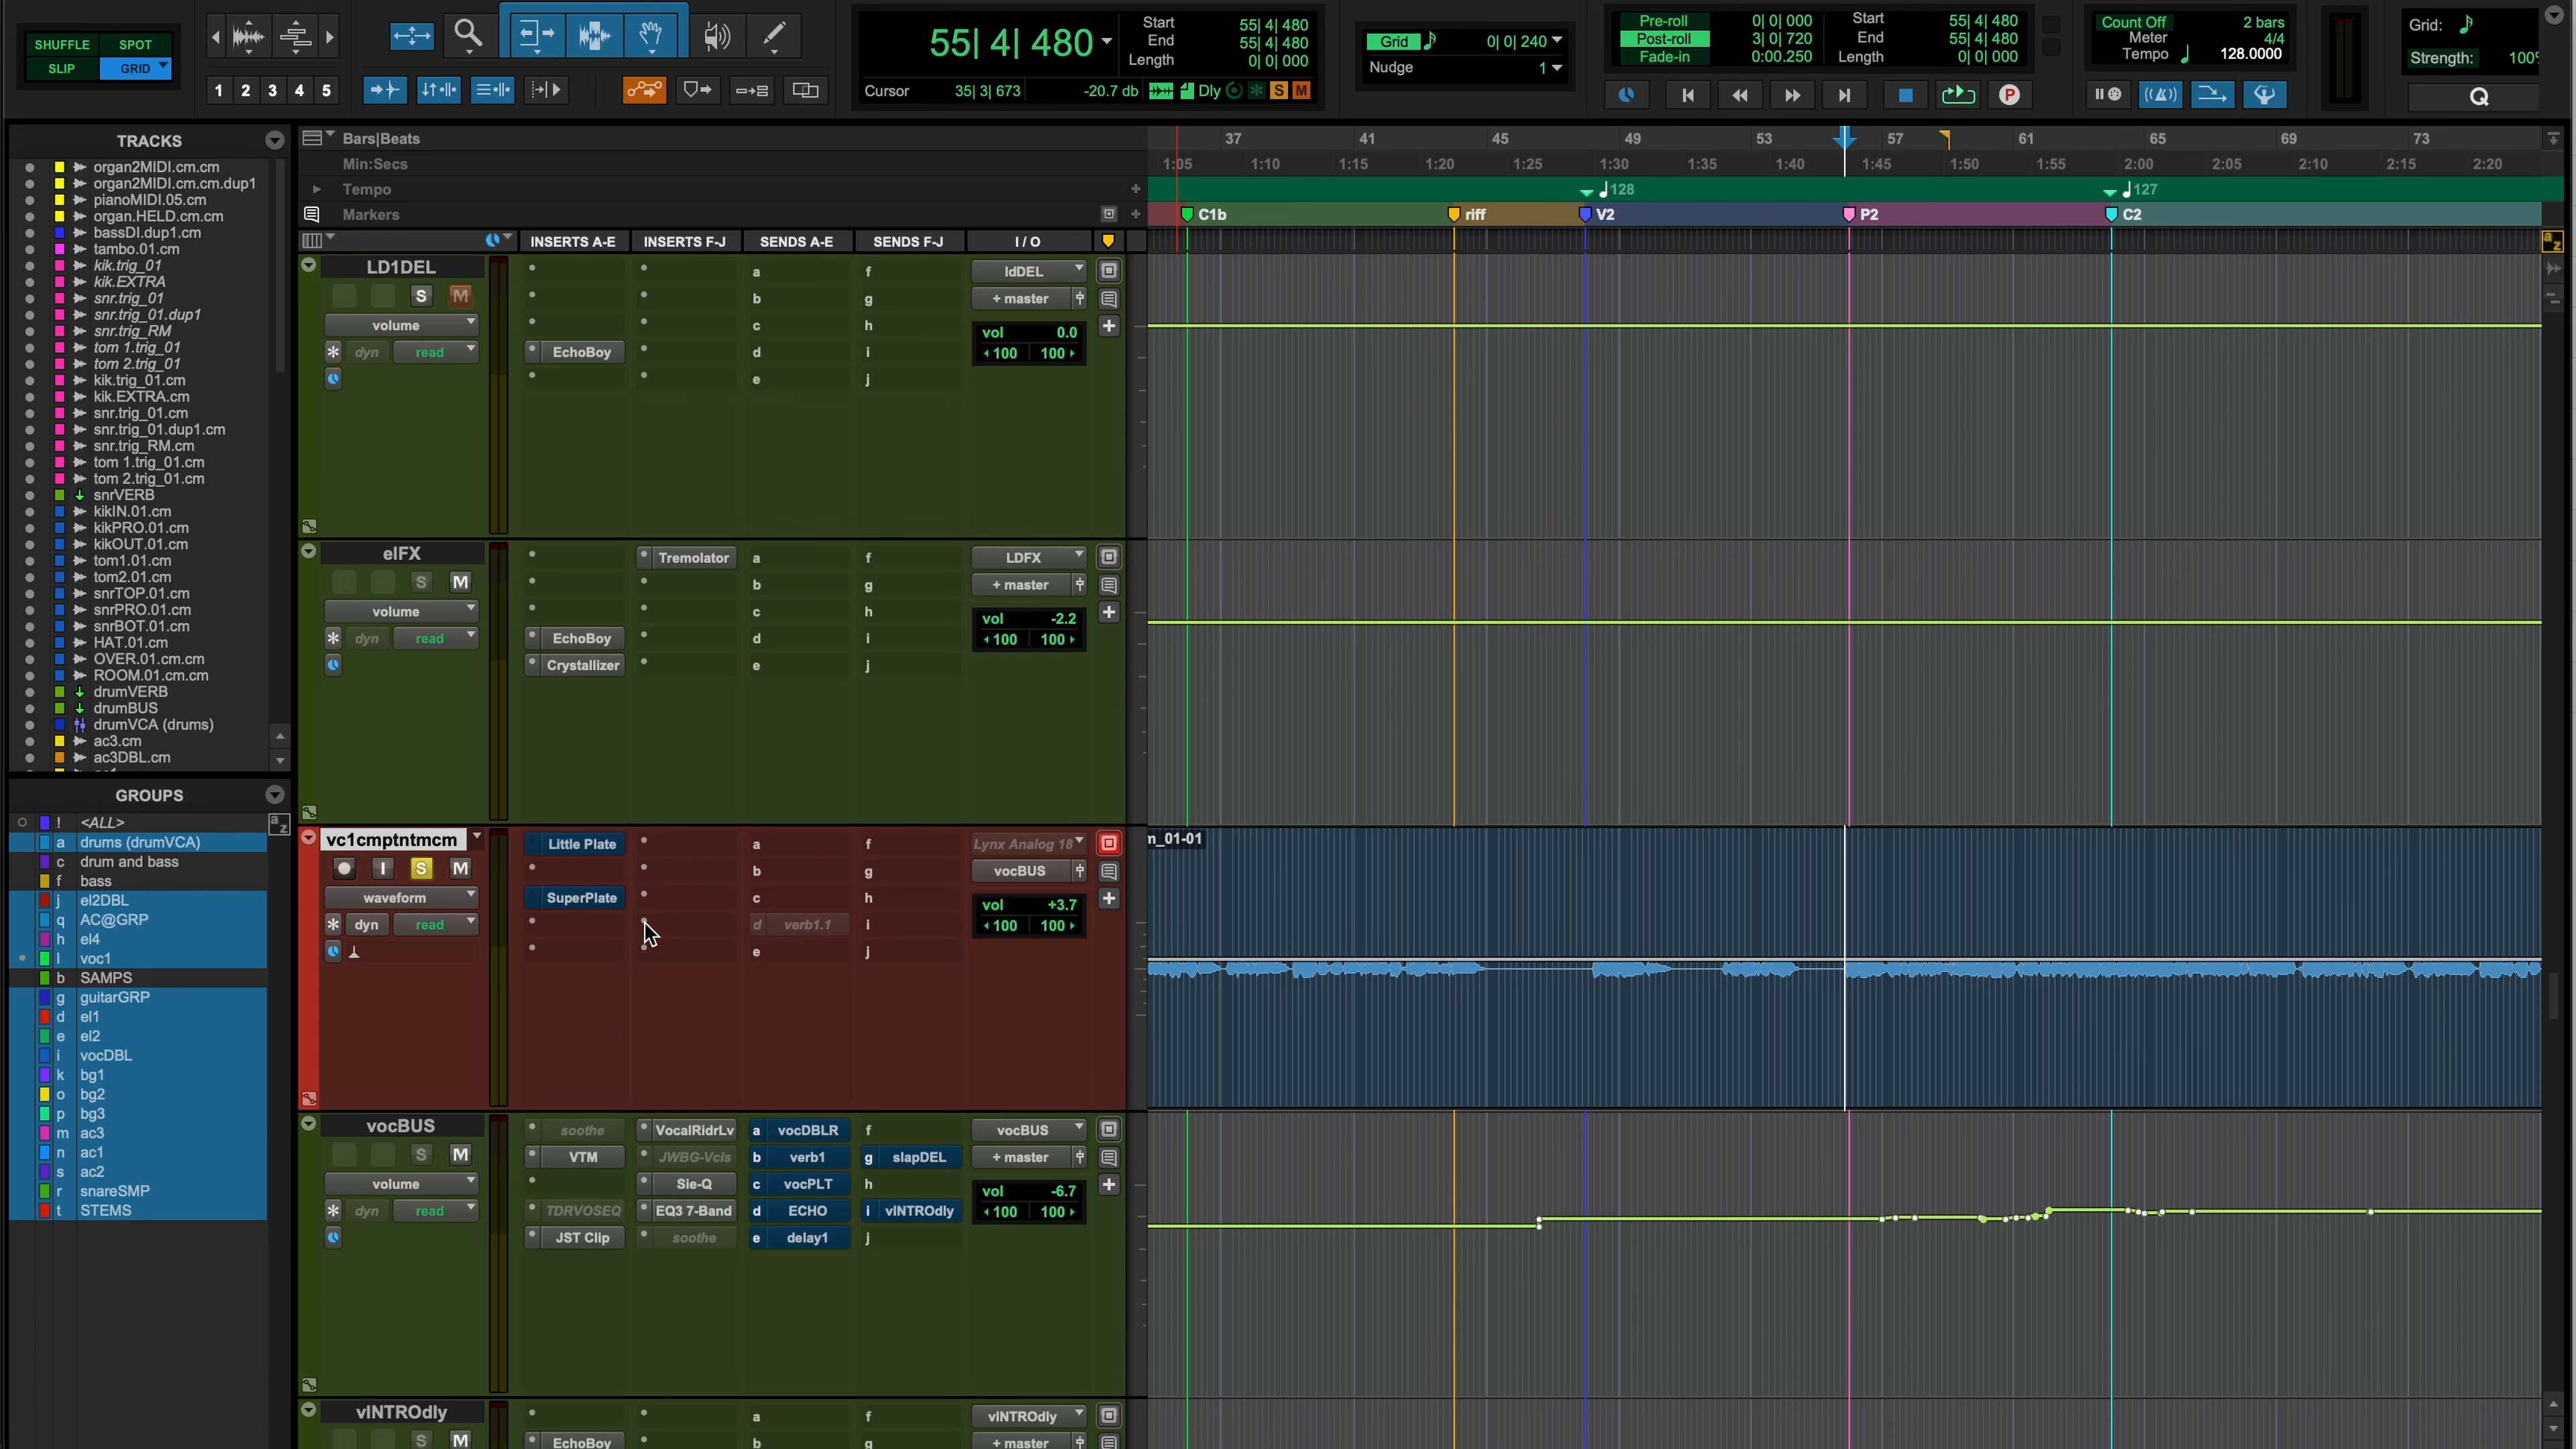 SHUFFLE SPOT
SLIP GRID
1 2 3 4 5
55| 4| 480
Start 55| 4| 480
End 55| 4| 480
Length 0| 0| 000
Cursor 35| 3| 673 -20.7 db Dly S M
Grid 0| 0| 240
Nudge 1
Pre-roll 0| 0| 000
Post-roll 3| 0| 720
Fade-in 0:00.250
Start 55| 4| 480
End 55| 4| 480
Length 0| 0| 000
P
Count Off 2 bars
Meter 4/4
Tempo 128.0000
Grid:
Strength: 100%
Q
TRACKS
organ2MIDI.cm.cm
organ2MIDI.cm.cm.dup1
pianoMIDI.05.cm
organ.HELD.cm.cm
bassDI.dup1.cm
tambo.01.cm
kik.trig_01
kik.EXTRA
snr.trig_01
snr.trig_01.dup1
snr.trig_RM
tom 1.trig_01
tom 2.trig_01
kik.trig_01.cm
kik.EXTRA.cm
snr.trig_01.cm
snr.trig_01.dup1.cm
snr.trig_RM.cm
tom 1.trig_01.cm
tom 2.trig_01.cm
snrVERB
kikIN.01.cm
kikPRO.01.cm
kikOUT.01.cm
tom1.01.cm
tom2.01.cm
snrTOP.01.cm
snrPRO.01.cm
snrBOT.01.cm
HAT.01.cm
OVER.01.cm.cm
ROOM.01.cm.cm
drumVERB
drumBUS
drumVCA (drums)
ac3.cm
ac3DBL.cm
GROUPS
! <ALL>
a drums (drumVCA)
c drum and bass
f bass
j el2DBL
q AC@GRP
h el4
l voc1
b SAMPS
g guitarGRP
d el1
e el2
i vocDBL
k bg1
o bg2
p bg3
m ac3
n ac1
s ac2
r snareSMP
t STEMS
a z
Bars|Beats 37 41 45 49 53 57 61 65 69 73
Min:Secs 1:05 1:10 1:15 1:20 1:25 1:30 1:35 1:40 1:45 1:50 1:55 2:00 2:05 2:10 2:15 2:20
Tempo + 128 127
Markers + C1b riff V2 P2 C2
INSERTS A-E INSERTS F-J SENDS A-E SENDS F-J I / O
a z
LD1DEL a f ldDEL
S M b g + master
volume c h vol 0.0
dyn read EchoBoy d i 100 100
e j
elFX Tremolator a f LDFX
S M b g + master
volume c h vol -2.2
dyn read EchoBoy d i 100 100
Crystallizer e j
vc1cmptntmcm Little Plate a f Lynx Analog 18
I S M b g vocBUS
waveform SuperPlate c h vol +3.7
dyn read d verb1.1 i 100 100
e j
m_01-01
vocBUS soothe VocalRidrLv a vocDBLR f vocBUS
S M VTM JWBG-Vcls b verb1 g slapDEL + master
volume Sie-Q c vocPLT h vol -6.7
dyn read TDRVOSEQ EQ3 7-Band d ECHO i vINTROdly 100 100
JST Clip soothe e delay1 j
vINTROdly a f vINTROdly
S M EchoBoy b g + master